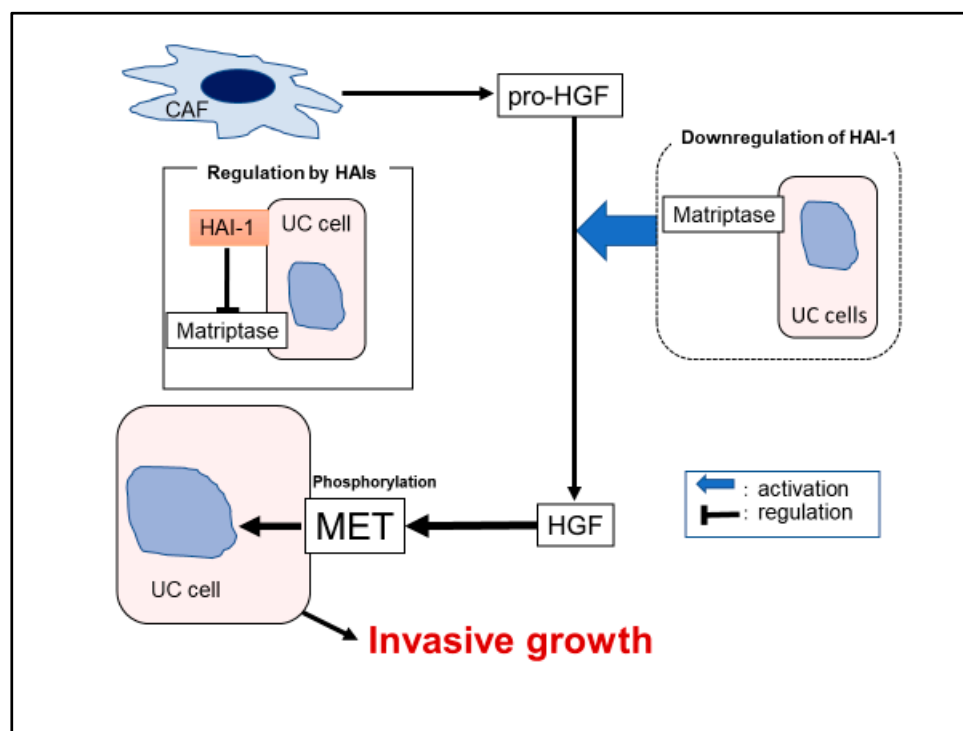 CAF
pro-HGF
Downregulation of HAI-1
Regulation by HAIs
HAI-1
UC cell
Matriptase
Matriptase
UC cells
Phosphorylation
MET
HGF
UC cell
: activation
: regulation
Invasive growth